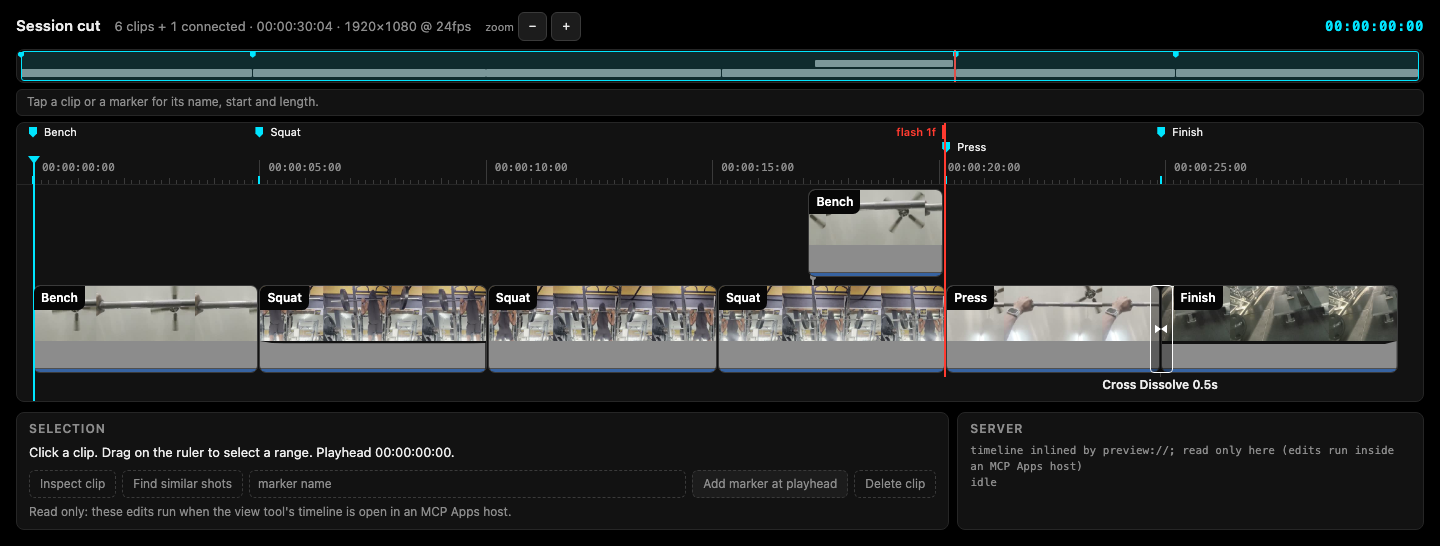 Session cut 6 clips + 1 connected · 00:00:30:04 · 1920×1080 @ 24fps zoom − + 00:00:00:00
Tap a clip or a marker for its name, start and length.
Bench Squat flash 1f Finish
Press
00:00:00:00 00:00:05:00 00:00:10:00 00:00:15:00 00:00:20:00 00:00:25:00
Bench
Bench Squat Squat Squat Press Finish
Cross Dissolve 0.5s
SELECTION
Click a clip. Drag on the ruler to select a range. Playhead 00:00:00:00.
Inspect clip Find similar shots marker name Add marker at playhead Delete clip
Read only: these edits run when the view tool's timeline is open in an MCP Apps host.
SERVER
timeline inlined by preview://; read only here (edits run inside
an MCP Apps host)
idle